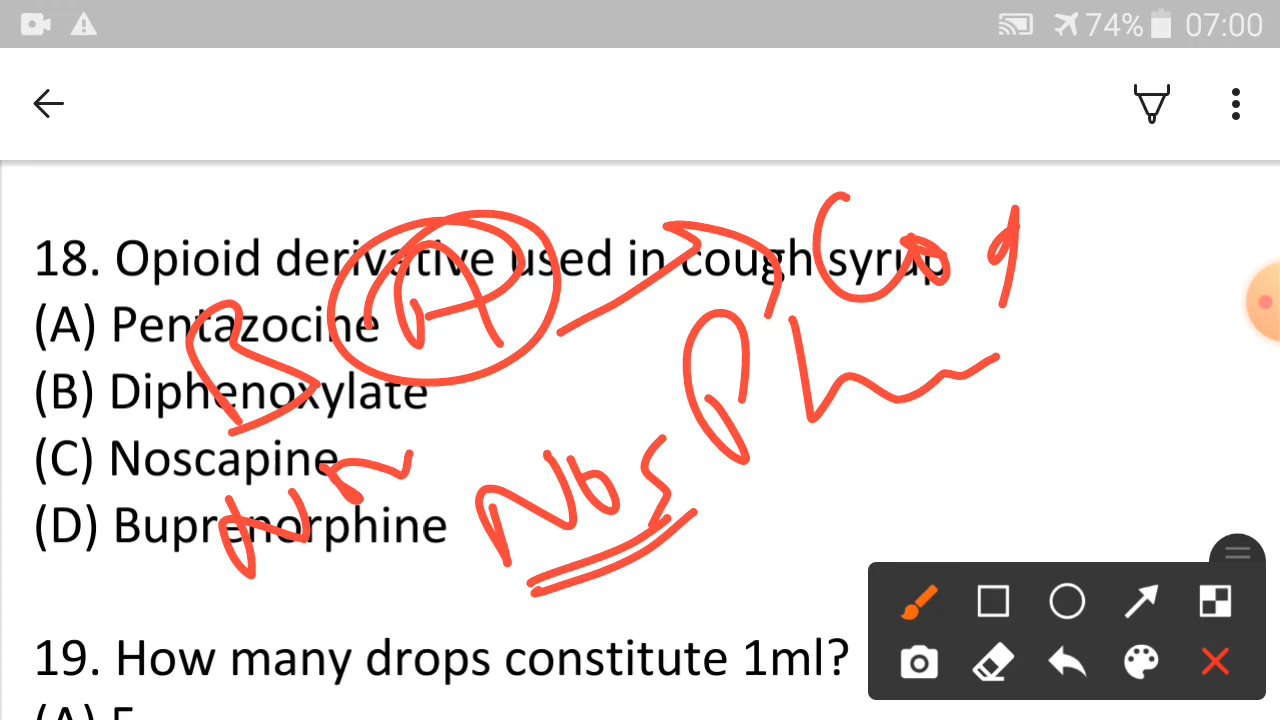 74% 07:00
18. Opioid derivative used in cough syrup
(A) Pentazocine
(B) Diphenoxylate
(C) Noscapine
(D) Buprenorphine
A
B
Nos
19. How many drops constitute 1ml?